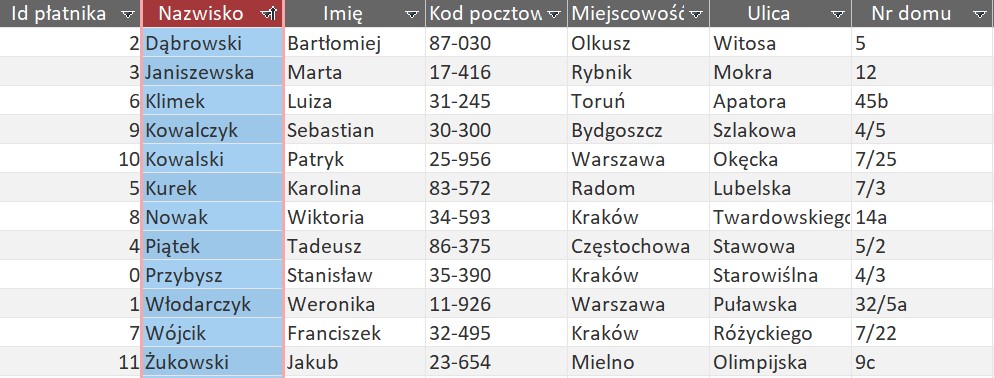 Id płatnika Nazwisko Imię Kod pocztow Miejscowość Ulica Nr domu
2 Dąbrowski Bartłomiej 87-030 Olkusz Witosa 5
3 Janiszewska Marta 17-416 Rybnik Mokra 12
6 Klimek Luiza 31-245 Toruń Apatora 45b
9 Kowalczyk Sebastian 30-300 Bydgoszcz Szlakowa 4/5
10 Kowalski Patryk 25-956 Warszawa Okęcka 7/25
5 Kurek Karolina 83-572 Radom Lubelska 7/3
8 Nowak Wiktoria 34-593 Kraków Twardowskiego 14a
4 Piątek Tadeusz 86-375 Częstochowa Stawowa 5/2
0 Przybysz Stanisław 35-390 Kraków Starowiślna 4/3
1 Włodarczyk Weronika 11-926 Warszawa Puławska 32/5a
7 Wójcik Franciszek 32-495 Kraków Różyckiego 7/22
11 Żukowski Jakub 23-654 Mielno Olimpijska 9c